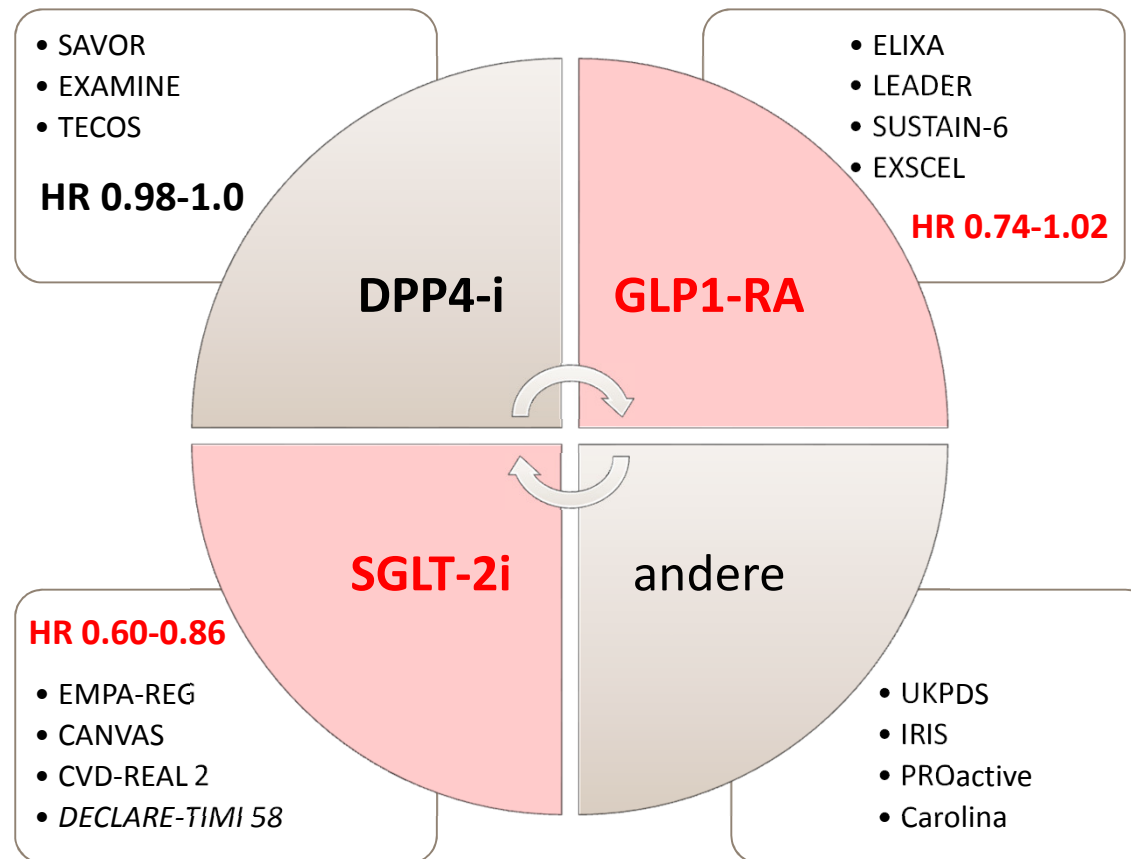 • SAVOR
• EXAMINE
• TECOS
HR 0.98-1.0
DPP4-i
• ELIXA
• LEADER
• SUSTAIN-6
• EXSCEL
HR 0.74-1.02
GLP1-RA
SGLT-2i
HR 0.60-0.86
• EMPA-REG
• CANVAS
• CVD-REAL 2
• DECLARE-TIMI 58
andere
• UKPDS
• IRIS
• PROactive
• Carolina